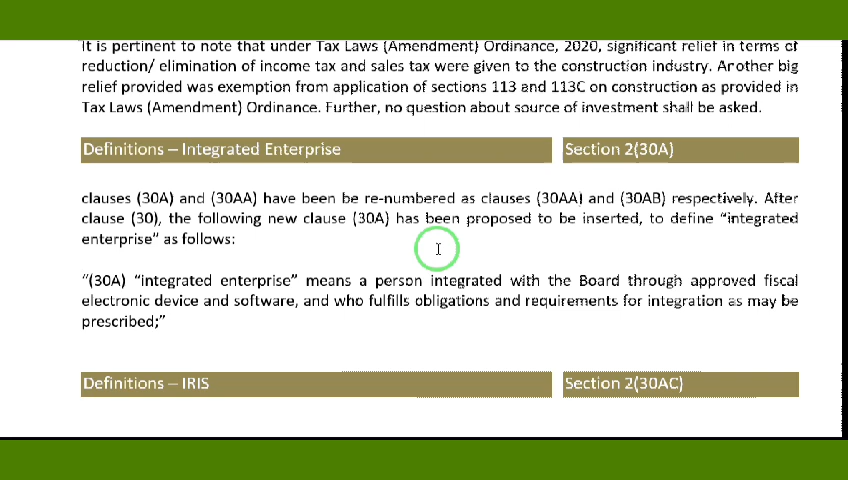 It is pertinent to note that under Tax Laws (Amendment) Ordinance, 2020, significant relief in terms of
reduction/ elimination of income tax and sales tax were given to the construction industry. Another big
relief provided was exemption from application of sections 113 and 113C on construction as provided in
Tax Laws (Amendment) Ordinance. Further, no question about source of investment shall be asked.
Definitions – Integrated Enterprise Section 2(30A)
clauses (30A) and (30AA) have been be re-numbered as clauses (30AA) and (30AB) respectively. After
clause (30), the following new clause (30A) has been proposed to be inserted, to define “integrated
enterprise” as follows:
“(30A) “integrated enterprise” means a person integrated with the Board through approved fiscal
electronic device and software, and who fulfills obligations and requirements for integration as may be
prescribed;”
Definitions – IRIS Section 2(30AC)